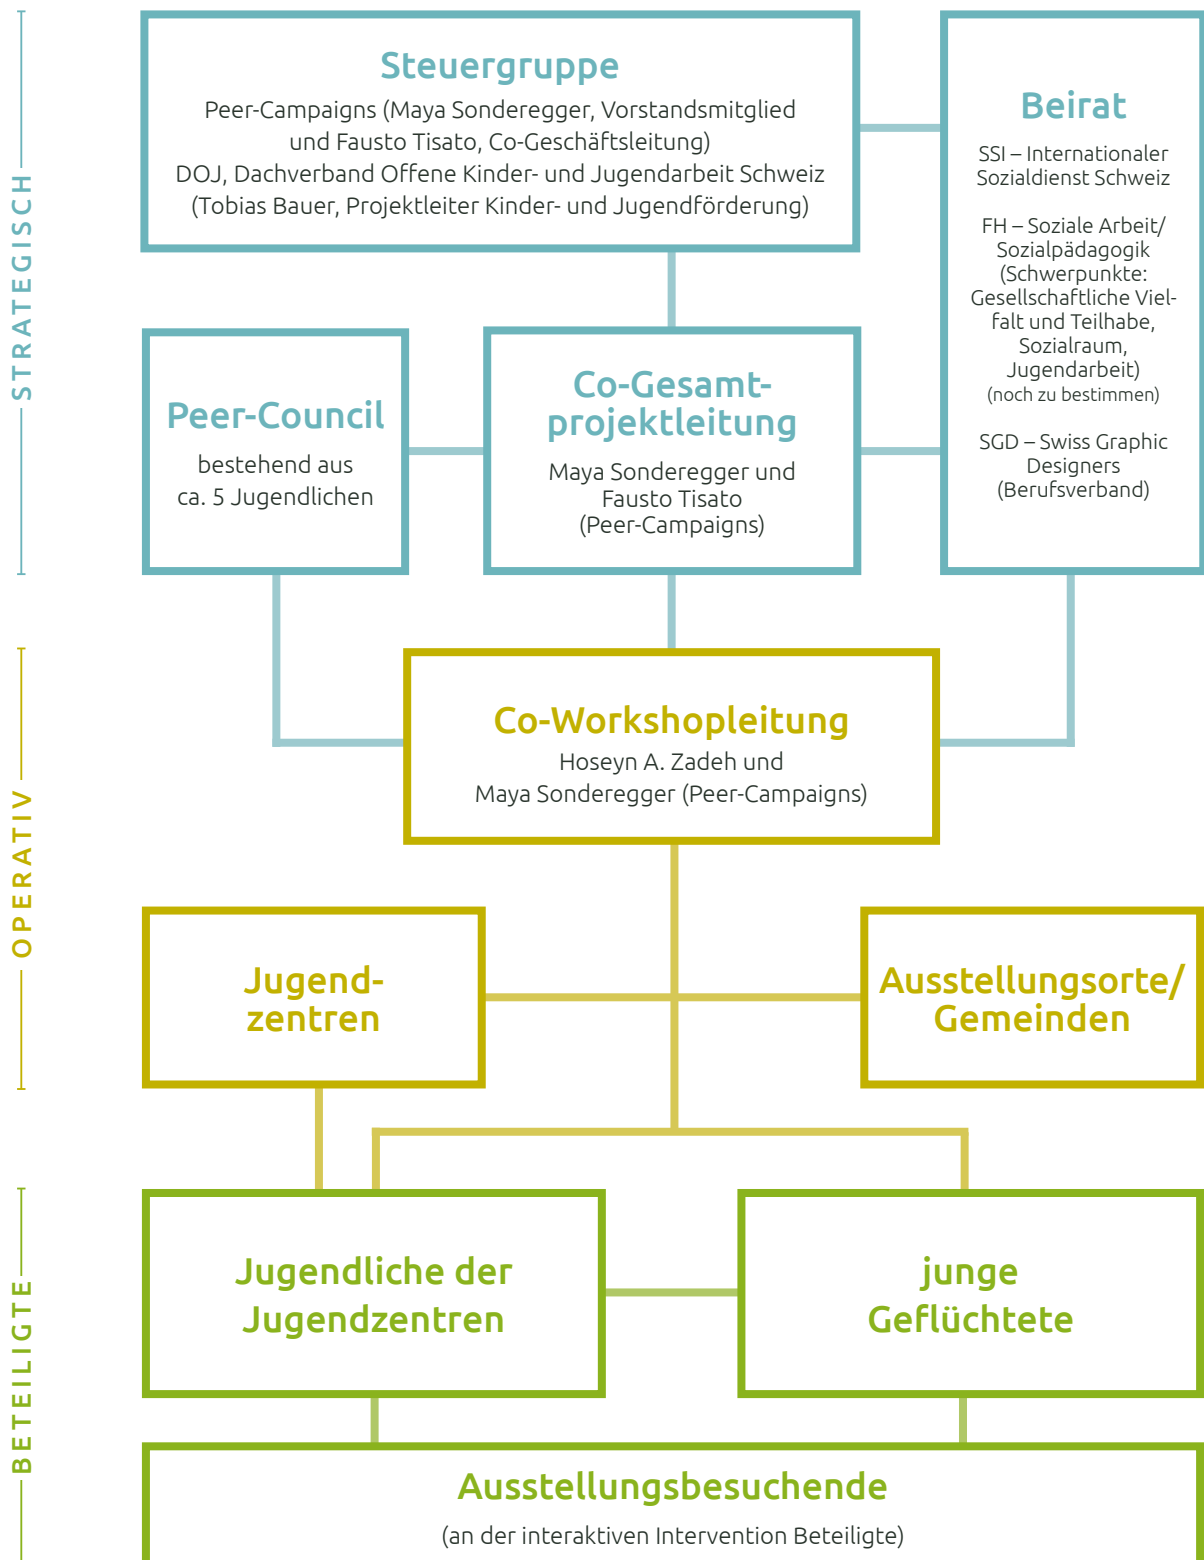 STRATEGISCH
Steuergruppe
Peer-Campaigns (Maya Sonderegger, Vorstandsmitglied
und Fausto Tisato, Co-Geschäftsleitung)
DOJ, Dachverband Offene Kinder- und Jugendarbeit Schweiz
(Tobias Bauer, Projektleiter Kinder- und Jugendförderung)
Beirat
SSI – Internationaler
Sozialdienst Schweiz
FH – Soziale Arbeit/
Sozialpädagogik
(Schwerpunkte:
Gesellschaftliche Viel-
falt und Teilhabe,
Sozialraum,
Jugendarbeit)
(noch zu bestimmen)
SGD – Swiss Graphic
Designers
(Berufsverband)
Peer-Council
bestehend aus
ca. 5 Jugendlichen
Co-Gesamt-
projektleitung
Maya Sonderegger und
Fausto Tisato
(Peer-Campaigns)
OPERATIV
Co-Workshopleitung
Hoseyn A. Zadeh und
Maya Sonderegger (Peer-Campaigns)
Jugend-
zentren
Ausstellungsorte/
Gemeinden
BETEILIGTE
Jugendliche der
Jugendzentren
junge
Geflüchtete
Ausstellungsbesuchende
(an der interaktiven Intervention Beteiligte)